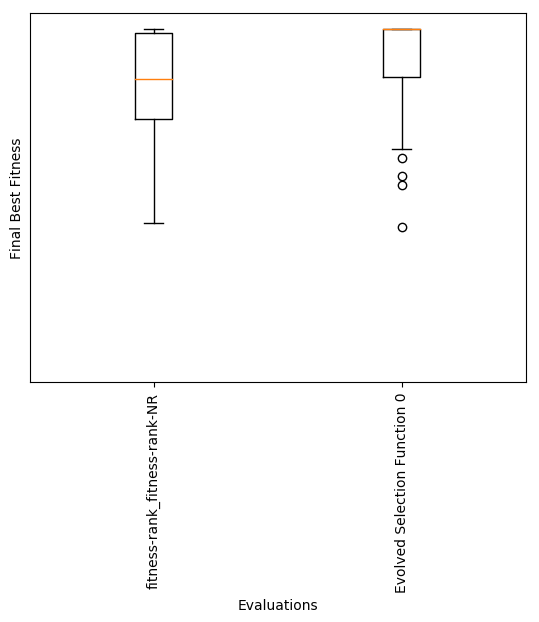 Final Best Fitness
fitness-rank_fitness-rank-NR
Evolved Selection Function 0
Evaluations